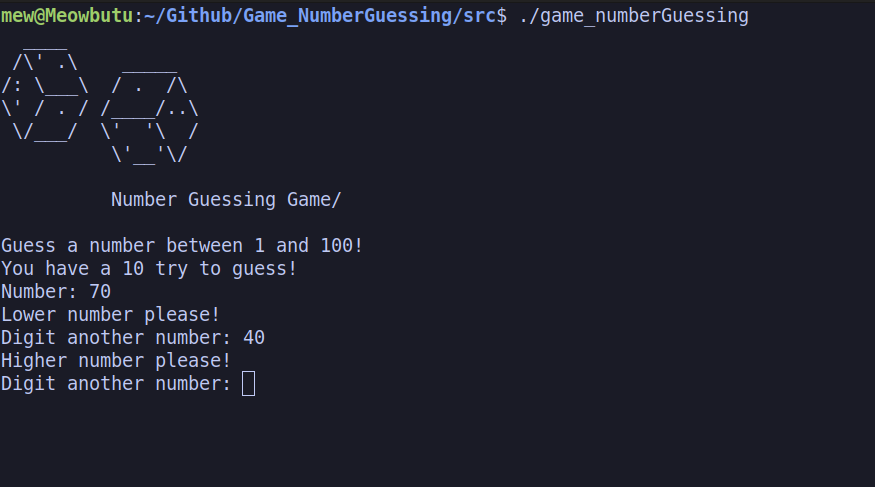 mew@Meowbutu:~/Github/Game_NumberGuessing/src$ ./game_numberGuessing
   ____
 /\' .\    _____
/: \___\  / .  /\
\' / . / /____/..\
 \/___/  \'  '\  /
          \'__'\/
          Number Guessing Game/
Guess a number between 1 and 100!
You have a 10 try to guess!
Number: 70
Lower number please!
Digit another number: 40
Higher number please!
Digit another number: